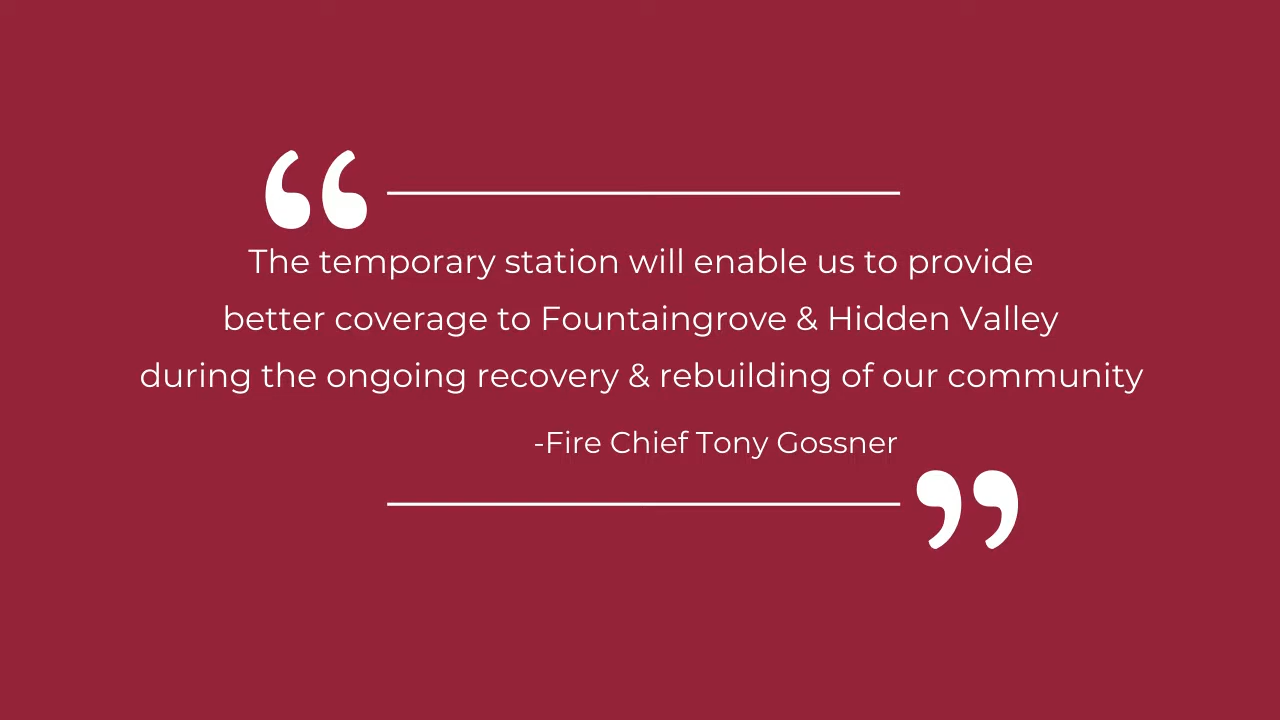 “
The temporary station will enable us to provide
better coverage to Fountaingrove & Hidden Valley
during the ongoing recovery & rebuilding of our community
-Fire Chief Tony Gossner
”